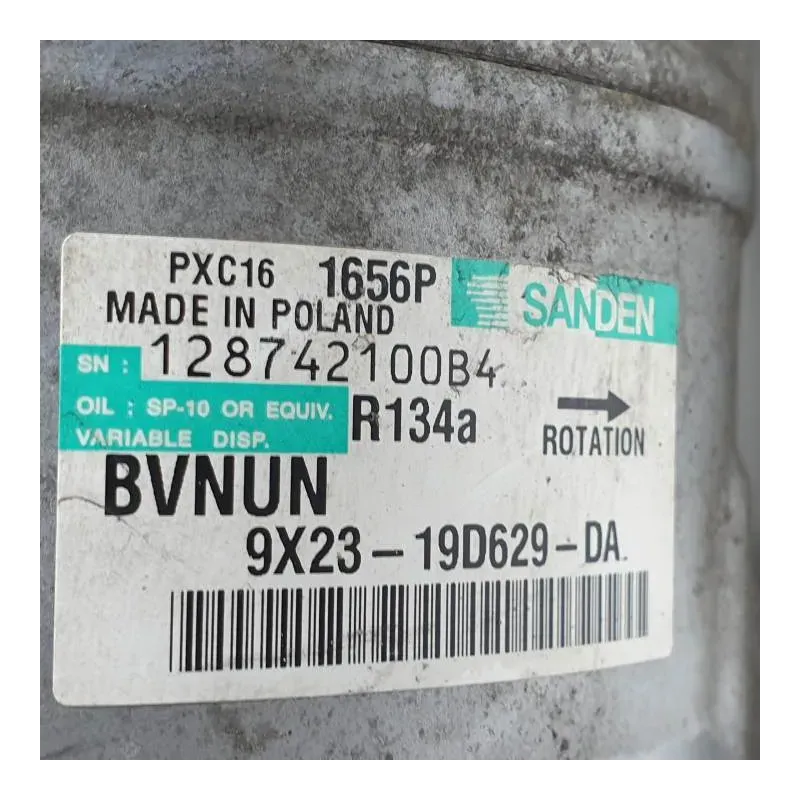 PXC16 1656P SANDEN
MADE IN POLAND
SN : 128742100B4
OIL : SP-10 OR EQUIV. R134a
VARIABLE DISP. ROTATION
BVNUN
9X23-19D629-DA